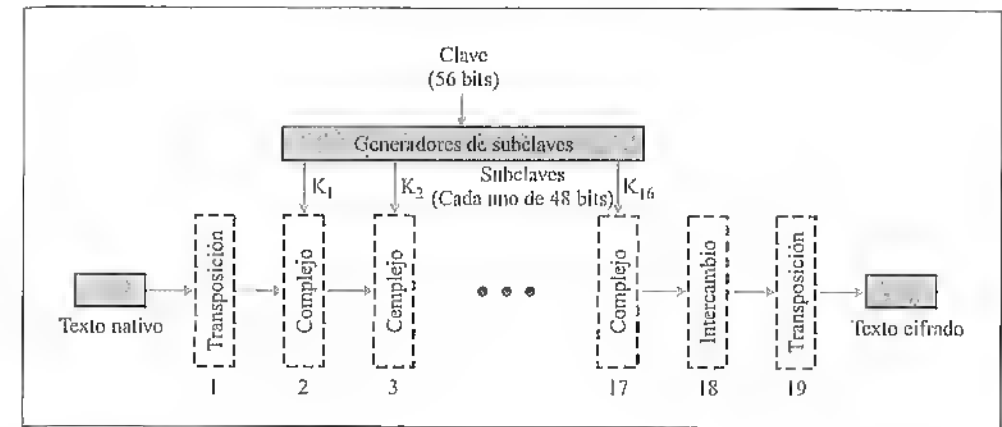 Clave
(56 bits)
Generadores de subclaves
Subclaves
(Cada uno de 48 bits)
K1
K2
K16
Texto nativo
Transposición
Complejo
Complejo
Complejo
Intercambio
Transposición
Texto cifrado
1
2
3
17
18
19